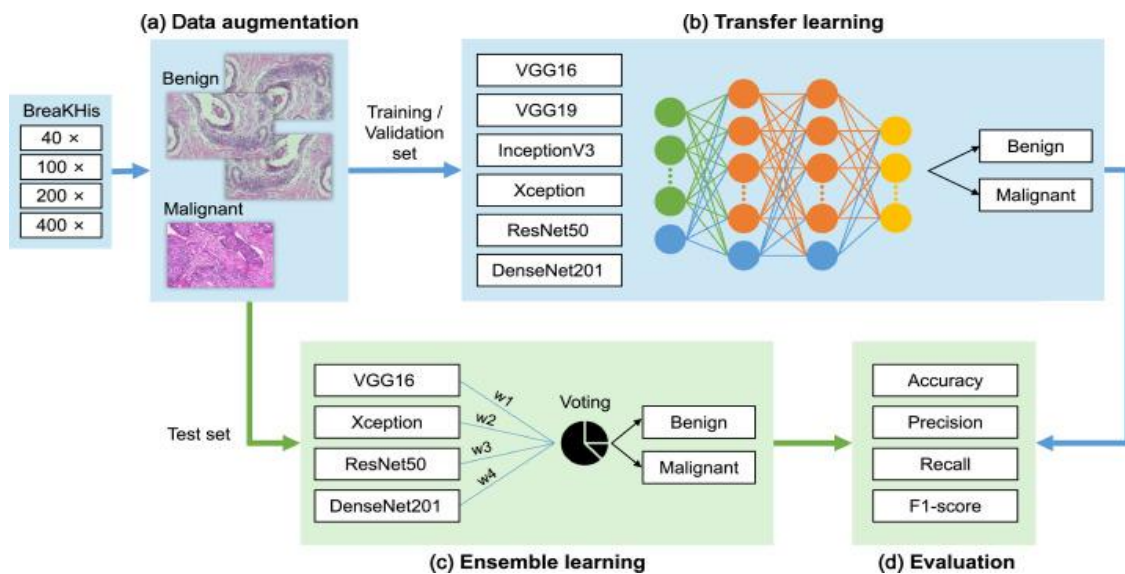 (a) Data augmentation
(b) Transfer learning
BreaKHis
40 ×
100 ×
200 ×
400 ×
Benign
Malignant
Training /
Validation
set
VGG16
VGG19
InceptionV3
Xception
ResNet50
DenseNet201
Benign
Malignant
Test set
VGG16
Xception
ResNet50
DenseNet201
w1
w2
w3
w4
Voting
Benign
Malignant
Accuracy
Precision
Recall
F1-score
(c) Ensemble learning
(d) Evaluation